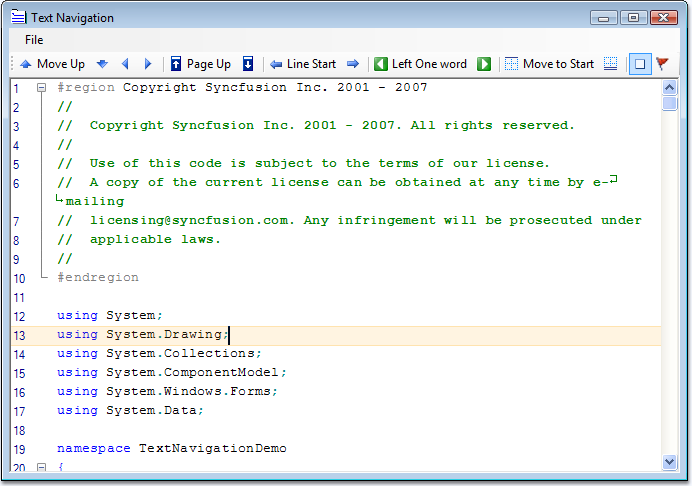 Text Navigation
File
Move Up Page Up Line Start Left One word Move to Start
1 #region Copyright Syncfusion Inc. 2001 - 2007
2 //
3 //  Copyright Syncfusion Inc. 2001 - 2007. All rights reserved.
4 //
5 //  Use of this code is subject to the terms of our license.
6 //  A copy of the current license can be obtained at any time by e-
mailing
7 //  licensing@syncfusion.com. Any infringement will be prosecuted under
8 //  applicable laws.
9 //
10 #endregion
11
12 using System;
13 using System.Drawing;
14 using System.Collections;
15 using System.ComponentModel;
16 using System.Windows.Forms;
17 using System.Data;
18
19 namespace TextNavigationDemo
20 {